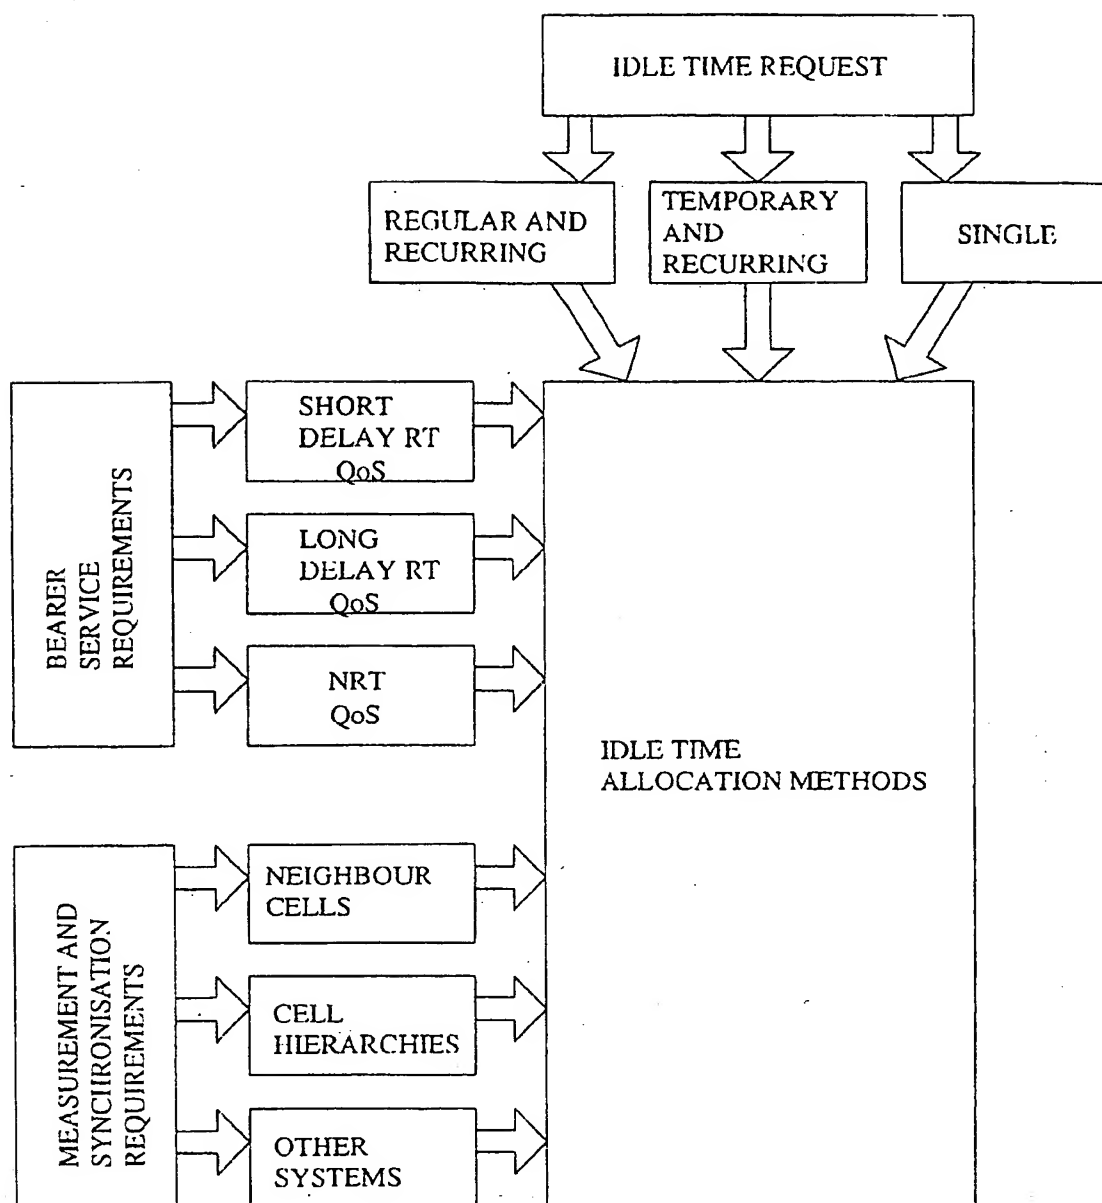 IDLE TIME REQUEST
REGULAR AND
RECURRING
TEMPORARY
AND
RECURRING
SINGLE
BEARER
SERVICE
REQUIREMENTS
SHORT
DELAY RT
QoS
LONG
DELAY RT
QoS
NRT
QoS
IDLE TIME
ALLOCATION METHODS
MEASUREMENT AND
SYNCHRONISATION
REQUIREMENTS
NEIGHBOUR
CELLS
CELL
HIERARCHIES
OTHER
SYSTEMS